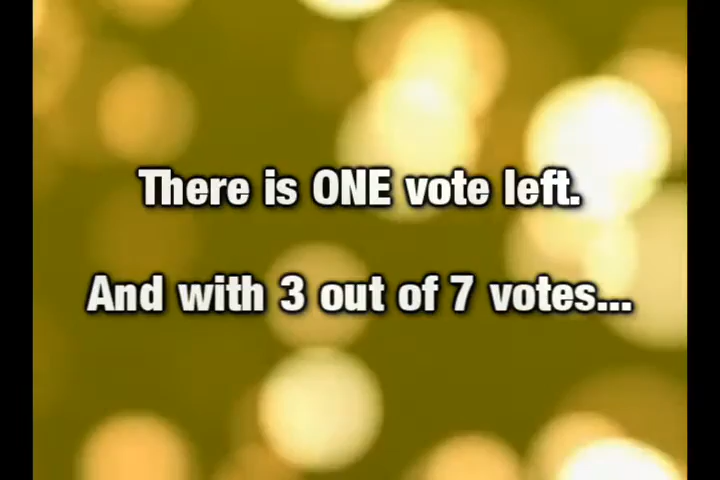 There is ONE vote left.
And with 3 out of 7 votes...